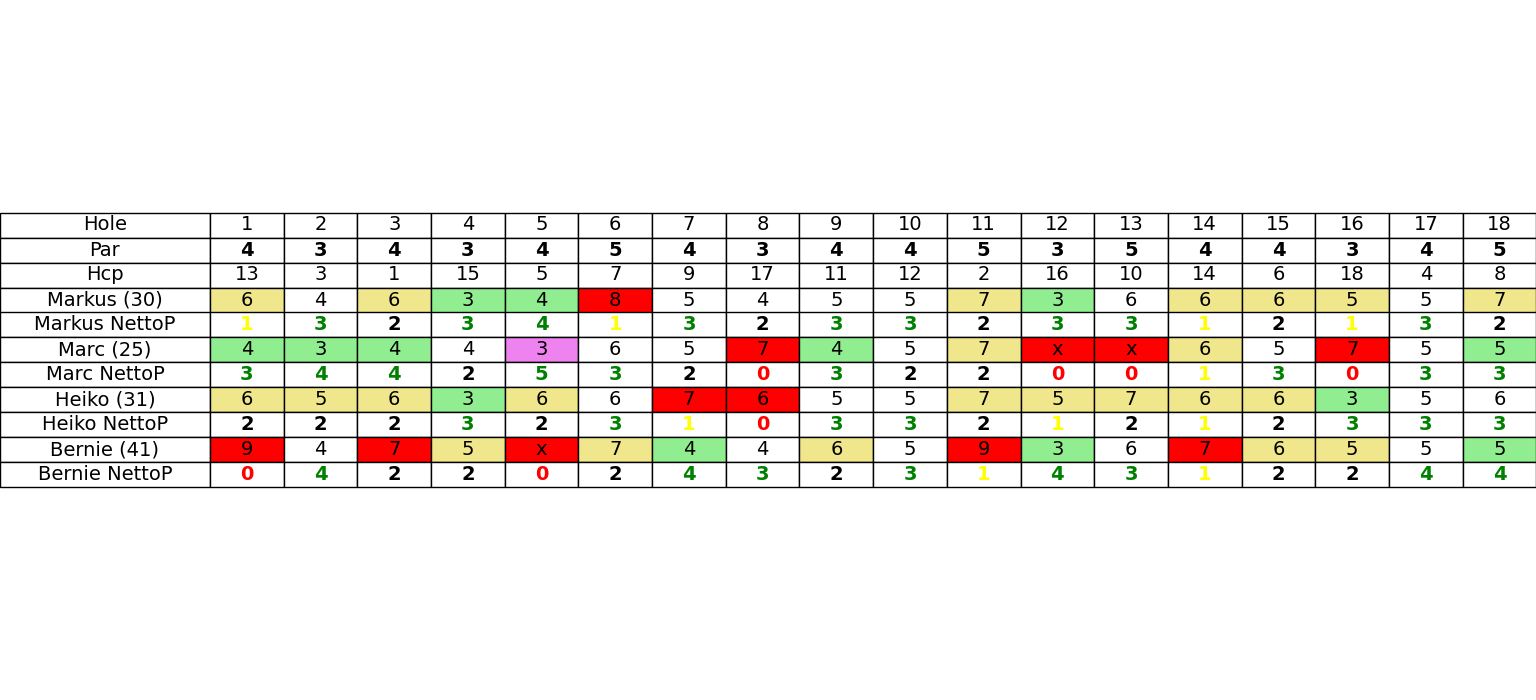 Hole 1 2 3 4 5 6 7 8 9 10 11 12 13 14 15 16 17 18
Par 4 3 4 3 4 5 4 3 4 4 5 3 5 4 4 3 4 5
Hcp 13 3 1 15 5 7 9 17 11 12 2 16 10 14 6 18 4 8
Markus (30) 6 4 6 3 4 8 5 4 5 5 7 3 6 6 6 5 5 7
Markus NettoP 1 3 2 3 4 1 3 2 3 3 2 3 3 1 2 1 3 2
Marc (25) 4 3 4 4 3 6 5 7 4 5 7 x x 6 5 7 5 5
Marc NettoP 3 4 4 2 5 3 2 0 3 2 2 0 0 1 3 0 3 3
Heiko (31) 6 5 6 3 6 6 7 6 5 5 7 5 7 6 6 3 5 6
Heiko NettoP 2 2 2 3 2 3 1 0 3 3 2 1 2 1 2 3 3 3
Bernie (41) 9 4 7 5 x 7 4 4 6 5 9 3 6 7 6 5 5 5
Bernie NettoP 0 4 2 2 0 2 4 3 2 3 1 4 3 1 2 2 4 4